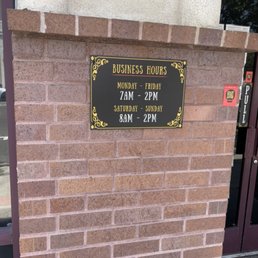 BUSINESS HOURS
MONDAY - FRIDAY
7AM - 2PM
SATURDAY - SUNDAY
8AM - 2PM
PULL